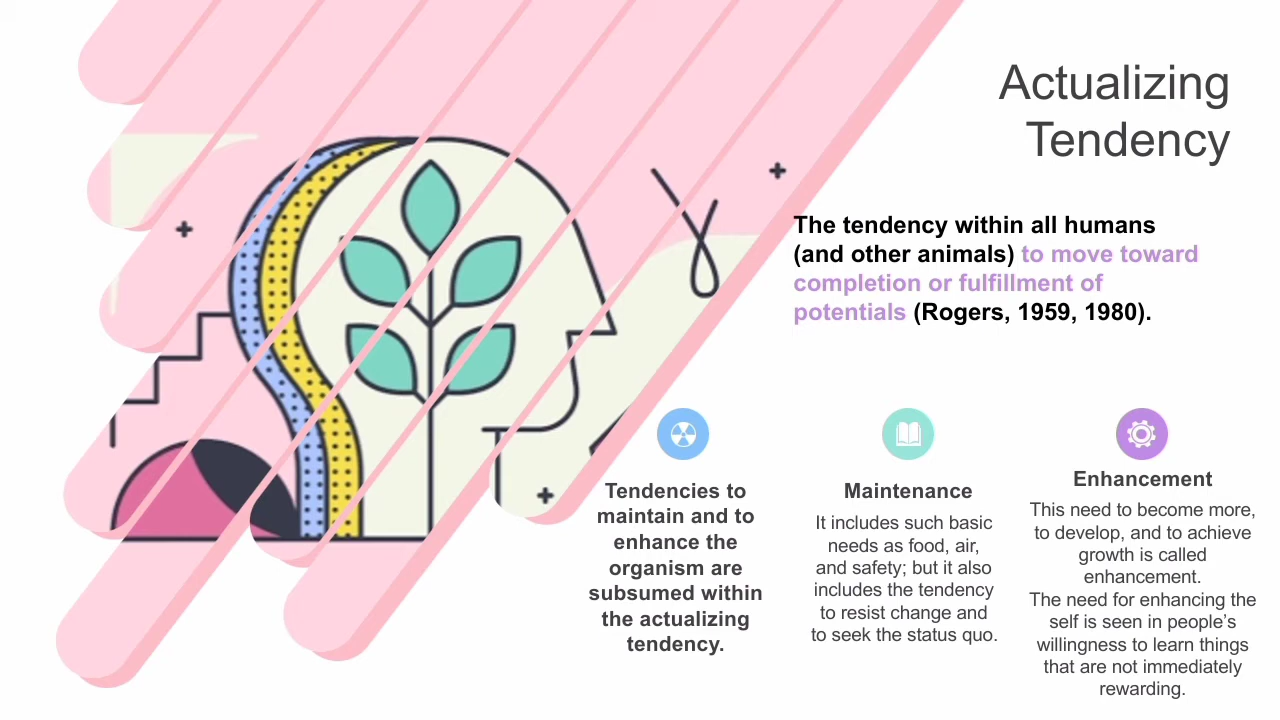 Actualizing
Tendency
The tendency within all humans
(and other animals) to move toward
completion or fulfillment of
potentials (Rogers, 1959, 1980).
Tendencies to
maintain and to
enhance the
organism are
subsumed within
the actualizing
tendency.
Maintenance
It includes such basic
needs as food, air,
and safety; but it also
includes the tendency
to resist change and
to seek the status quo.
Enhancement
This need to become more,
to develop, and to achieve
growth is called
enhancement.
The need for enhancing the
self is seen in people’s
willingness to learn things
that are not immediately
rewarding.